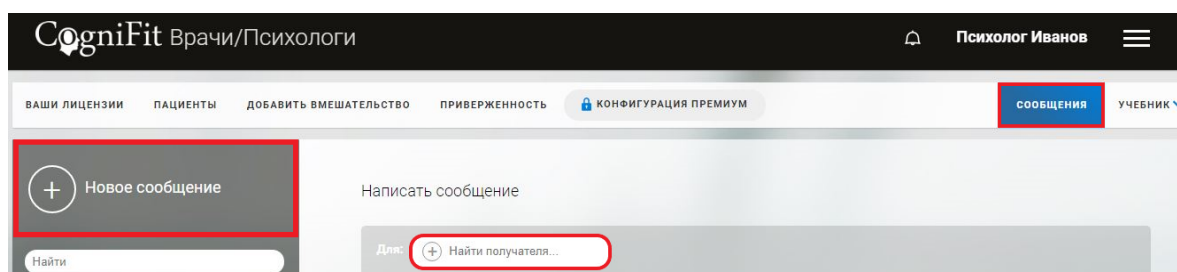 CogniFit Врачи/Психологи
Психолог Иванов
ВАШИ ЛИЦЕНЗИИ ПАЦИЕНТЫ ДОБАВИТЬ ВМЕШАТЕЛЬСТВО ПРИВЕРЖЕННОСТЬ КОНФИГУРАЦИЯ ПРЕМИУМ СООБЩЕНИЯ УЧЕБНИК
Новое сообщение
Написать сообщение
Для: Найти получателя...
Найти